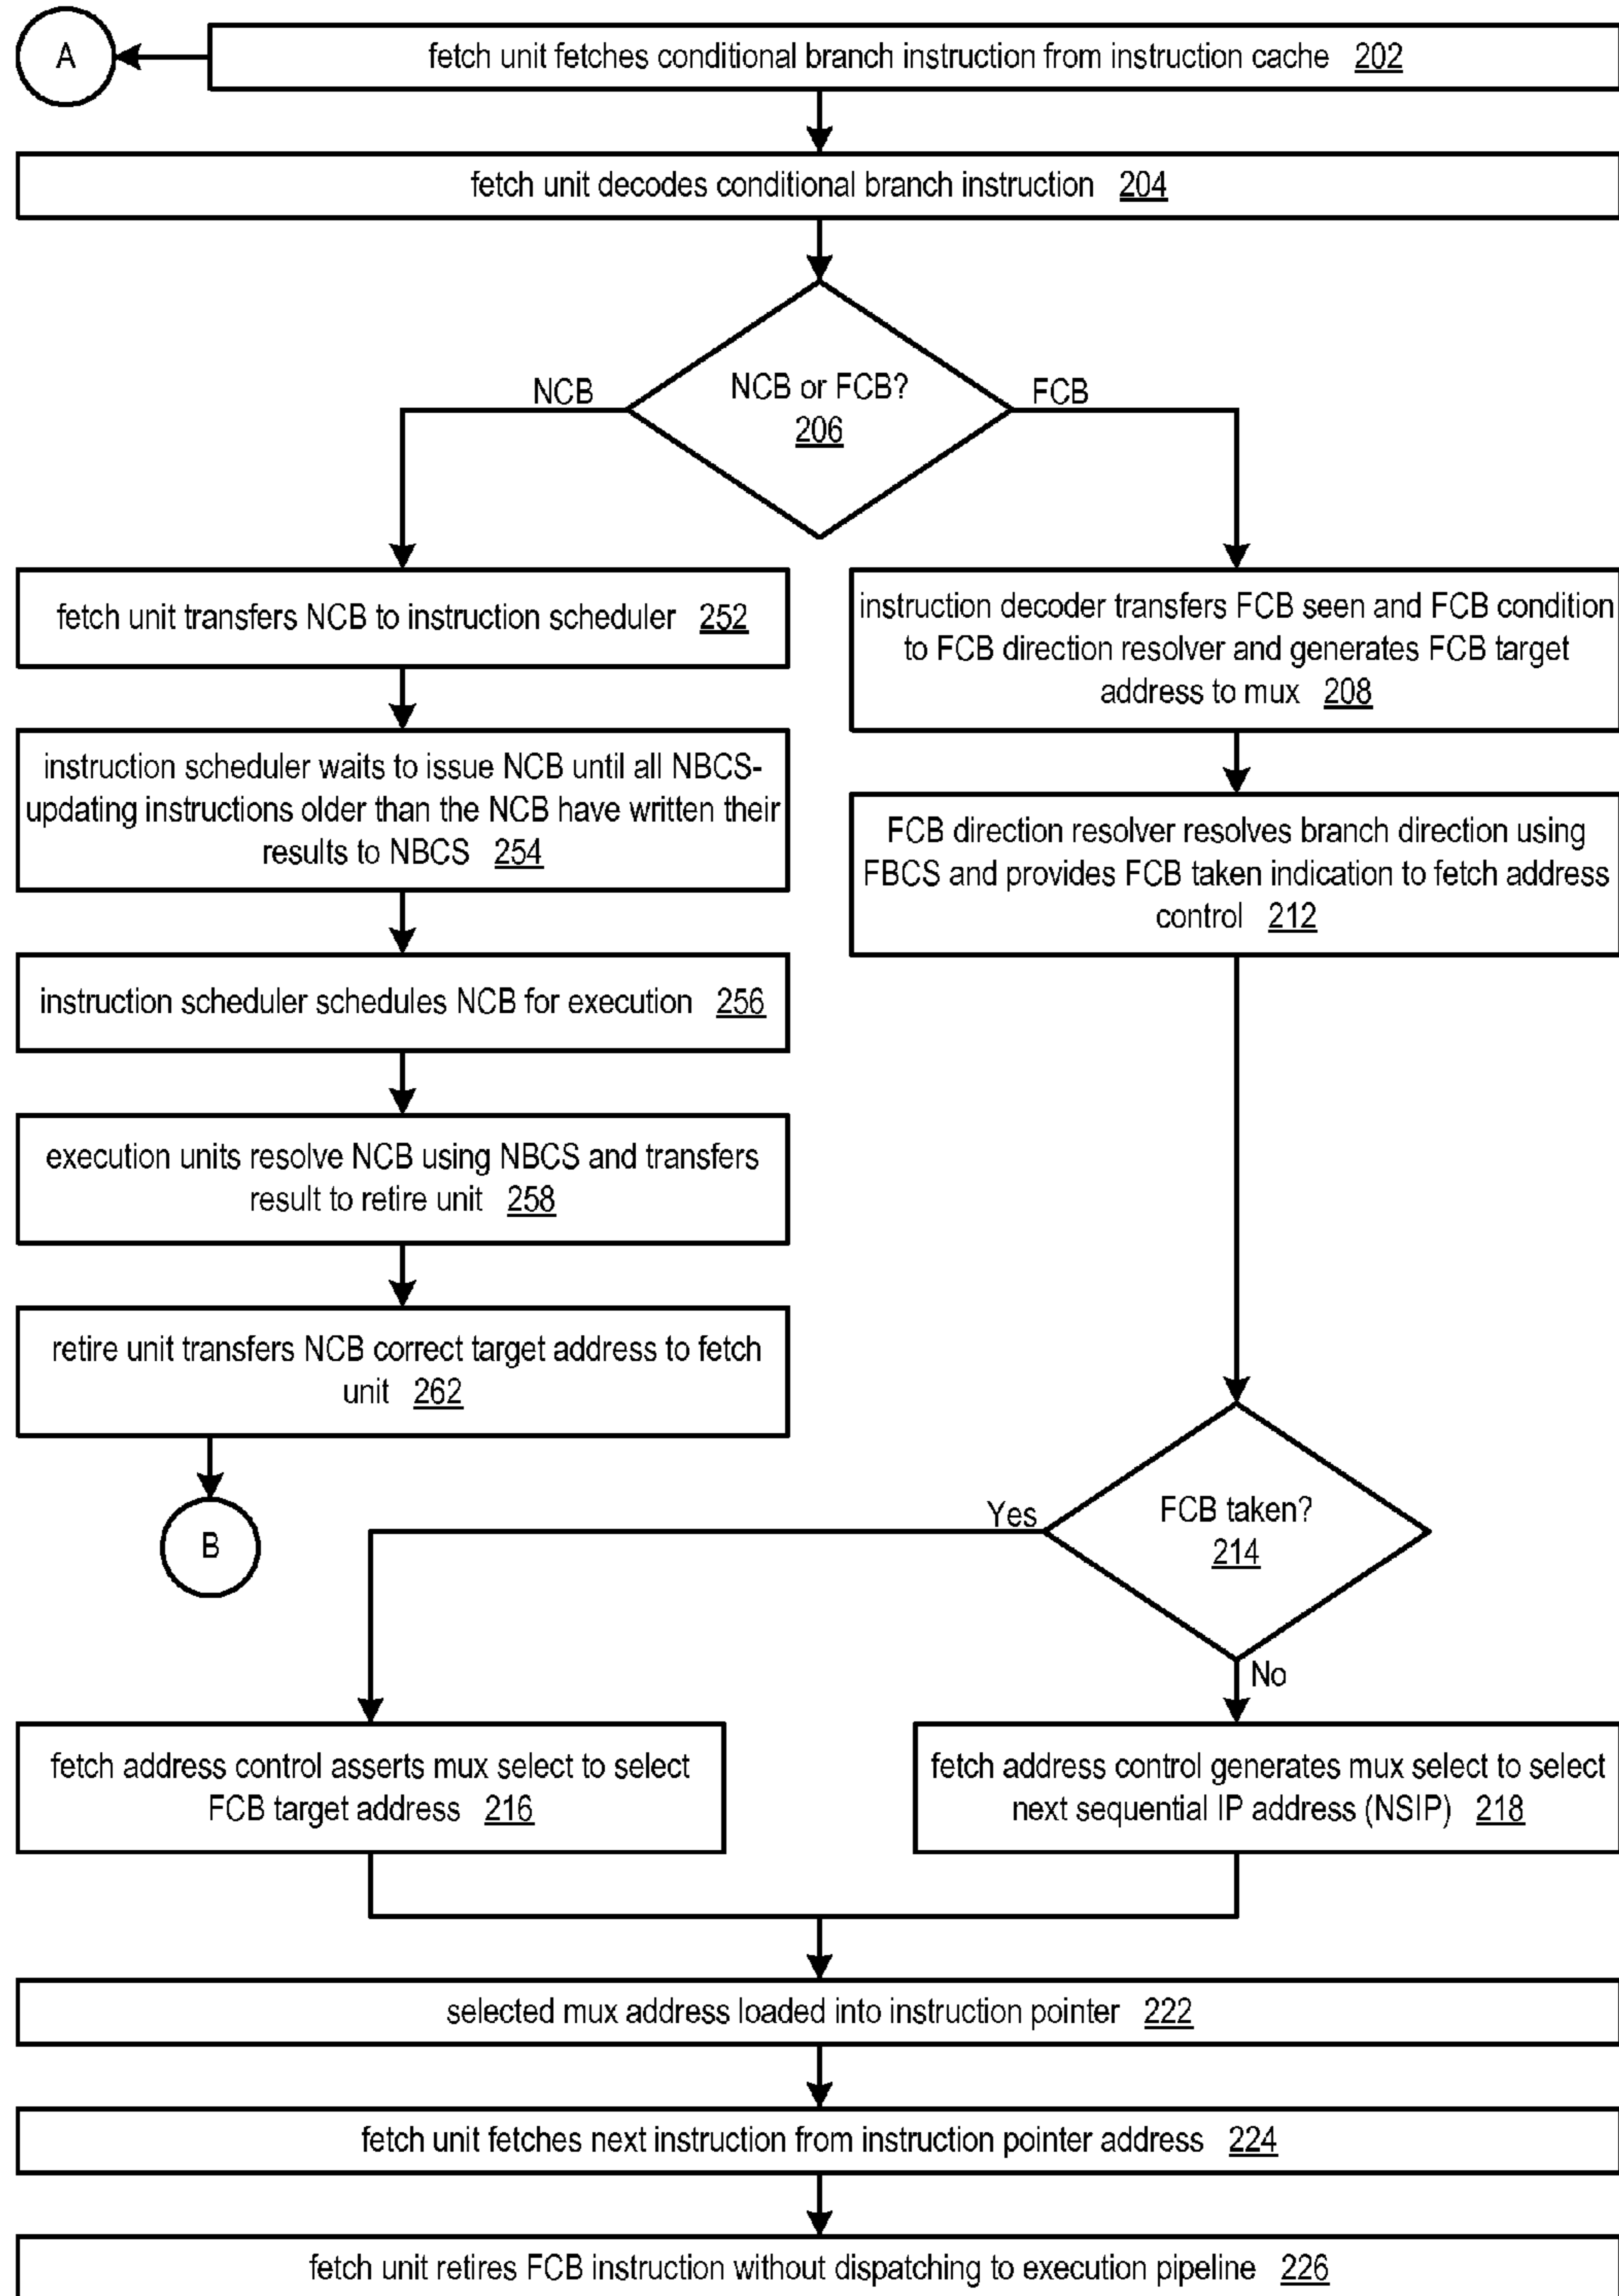 A
fetch unit fetches conditional branch instruction from instruction cache 202
fetch unit decodes conditional branch instruction 204
NCB
NCB or FCB?
206
FCB
fetch unit transfers NCB to instruction scheduler 252
instruction scheduler waits to issue NCB until all NBCS-
updating instructions older than the NCB have written their
results to NBCS 254
instruction scheduler schedules NCB for execution 256
execution units resolve NCB using NBCS and transfers
result to retire unit 258
retire unit transfers NCB correct target address to fetch
unit 262
B
instruction decoder transfers FCB seen and FCB condition
to FCB direction resolver and generates FCB target
address to mux 208
FCB direction resolver resolves branch direction using
FBCS and provides FCB taken indication to fetch address
control 212
Yes
FCB taken?
214
No
fetch address control asserts mux select to select
FCB target address 216
fetch address control generates mux select to select
next sequential IP address (NSIP) 218
selected mux address loaded into instruction pointer 222
fetch unit fetches next instruction from instruction pointer address 224
fetch unit retires FCB instruction without dispatching to execution pipeline 226